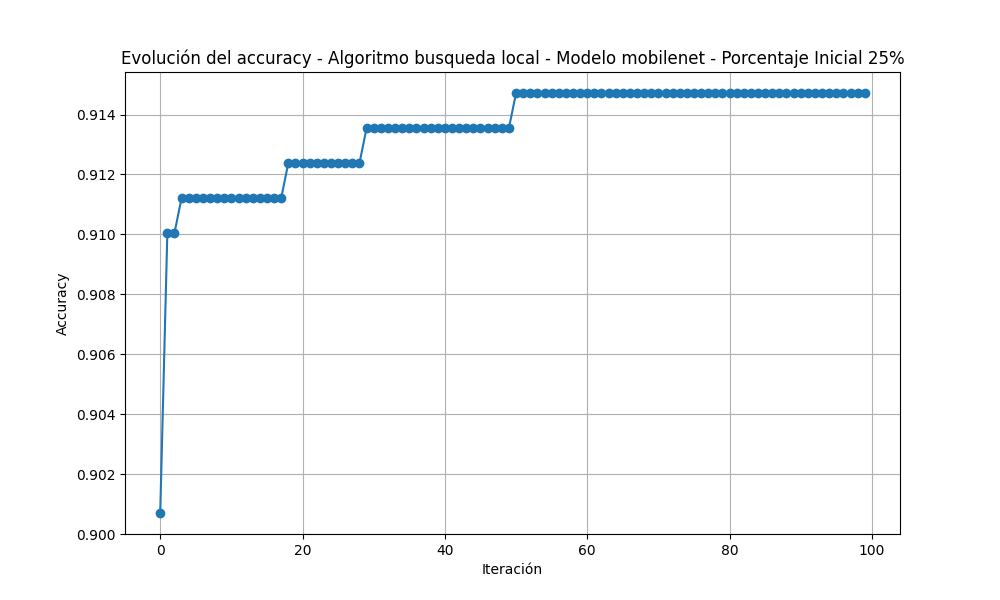 Evolución del accuracy - Algoritmo busqueda local - Modelo mobilenet - Porcentaje Inicial 25%
0.914
0.912
0.910
0.908
0.906
0.904
0.902
0.900
Accuracy
0 20 40 60 80 100
Iteración